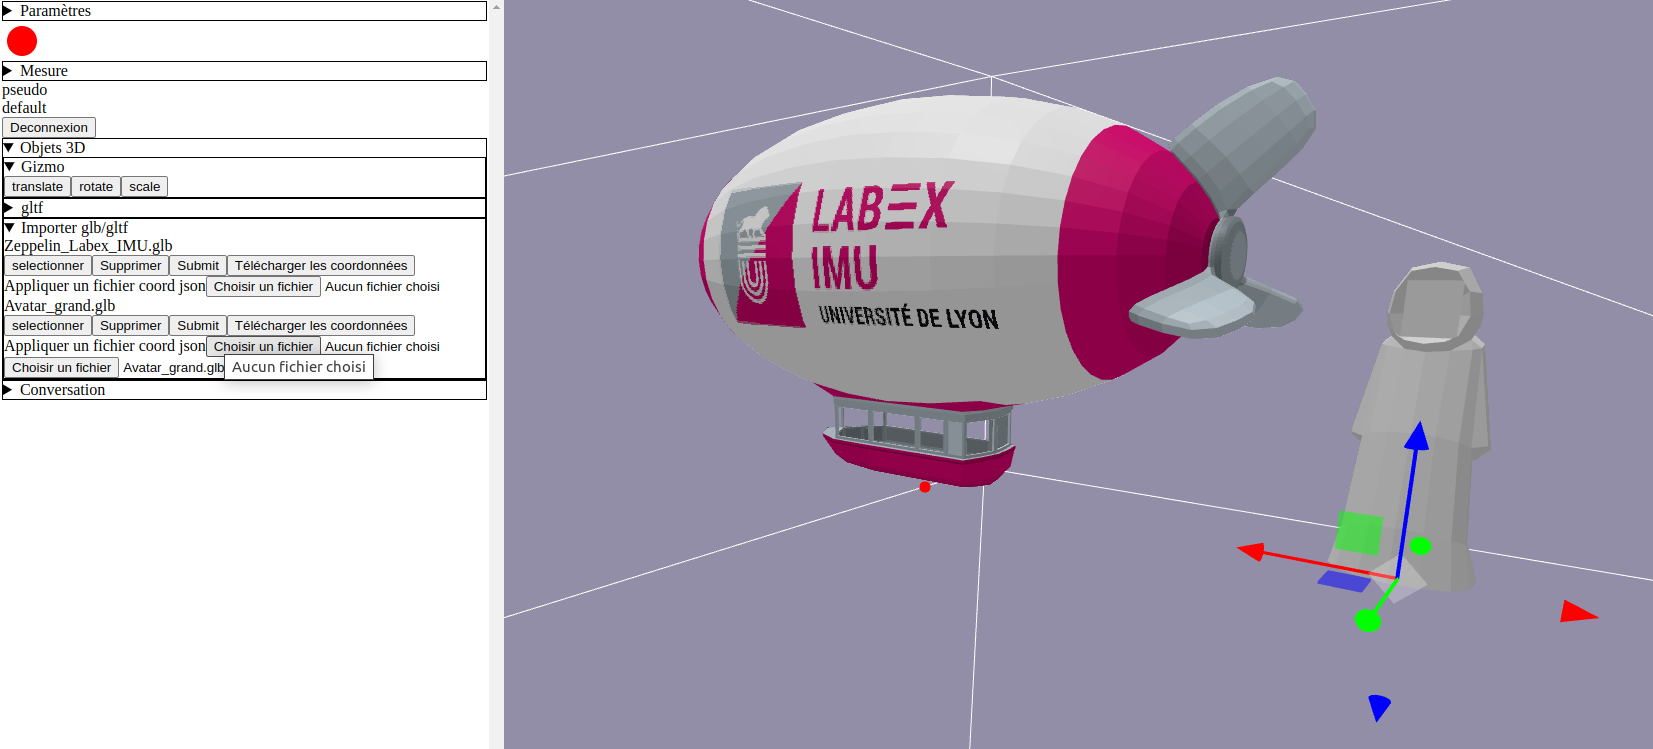 Paramètres
Mesure
pseudo
default
Deconnexion
Objets 3D
Gizmo
translate rotate scale
gltf
Importer glb/gltf
Zeppelin_Labex_IMU.glb
selectionner Supprimer Submit Télécharger les coordonnées
Appliquer un fichier coord json Choisir un fichier Aucun fichier choisi
Avatar_grand.glb
selectionner Supprimer Submit Télécharger les coordonnées
Appliquer un fichier coord json Choisir un fichier Aucun fichier choisi
Choisir un fichier Avatar_grand.glb
Aucun fichier choisi
Conversation
LABEX
IMU
UNIVERSITÉ DE LYON